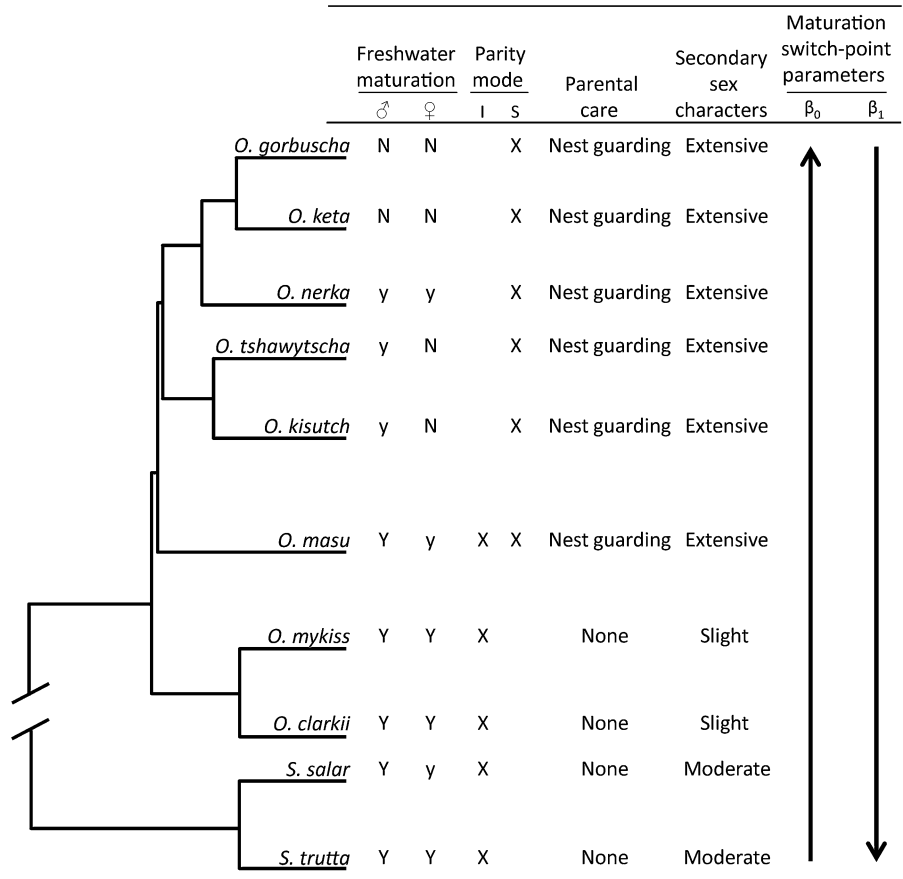 Maturation
Freshwater Parity Secondary switch-point
maturation mode Parental sex parameters
♂ ♀ I S care characters β0 β1
O. gorbuscha N N X Nest guarding Extensive
O. keta N N X Nest guarding Extensive
O. nerka y y X Nest guarding Extensive
O. tshawytscha y N X Nest guarding Extensive
O. kisutch y N X Nest guarding Extensive
O. masu Y y X X Nest guarding Extensive
O. mykiss Y Y X None Slight
O. clarkii Y Y X None Slight
S. salar Y y X None Moderate
S. trutta Y Y X None Moderate